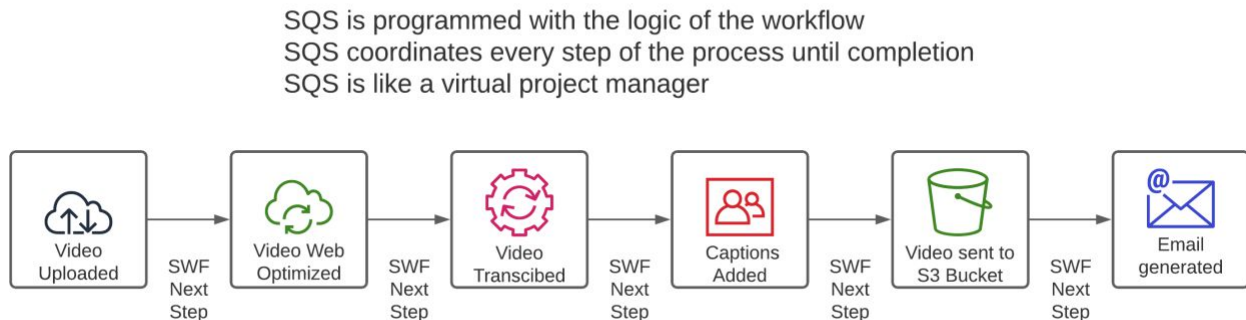 SQS is programmed with the logic of the workflow
SQS coordinates every step of the process until completion
SQS is like a virtual project manager
Video
Uploaded
SWF
Next
Step
Video Web
Optimized
SWF
Next
Step
Video
Transcibed
SWF
Next
Step
Captions
Added
SWF
Next
Step
Video sent to
S3 Bucket
SWF
Next
Step
@
Email
generated